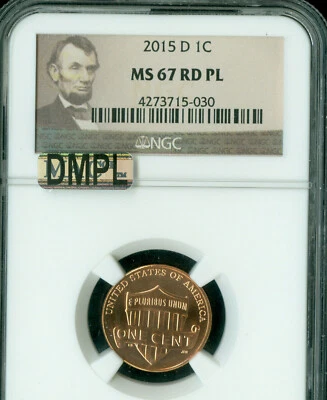 2015 D 1C
MS 67 RD PL
4273715-030
NGC
DMPL
UNITED STATES OF AMERICA
E PLURIBUS UNUM
ONE CENT